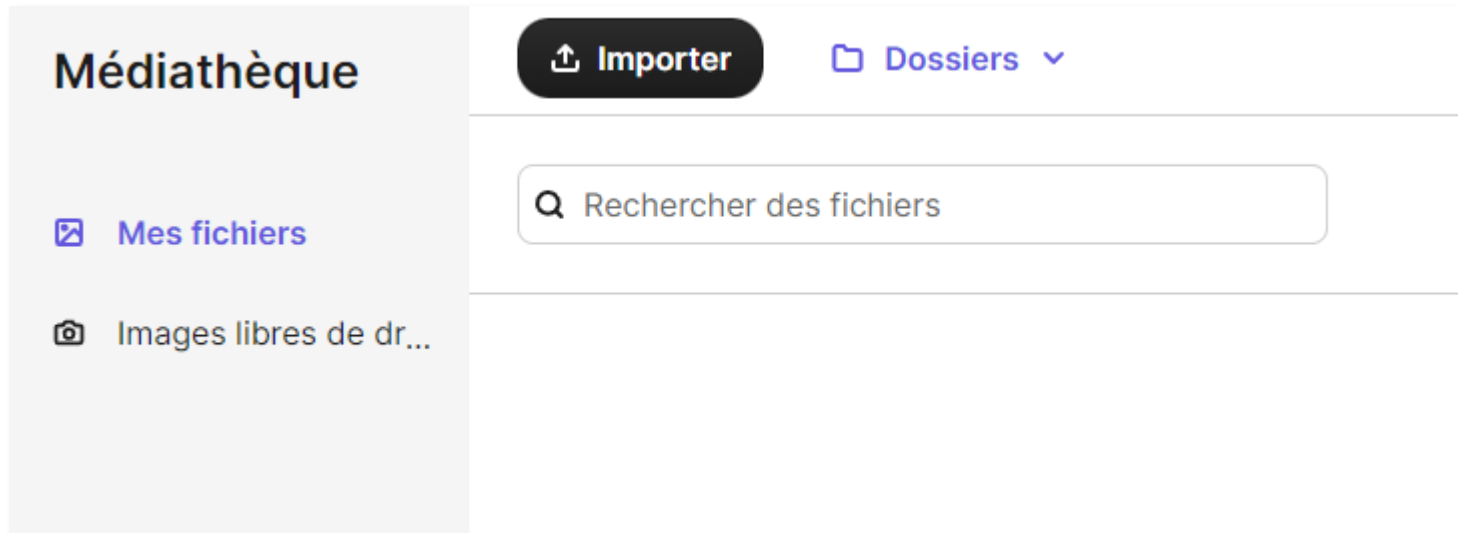 Médiathèque
Mes fichiers
Images libres de dr...
Importer
Dossiers
Rechercher des fichiers